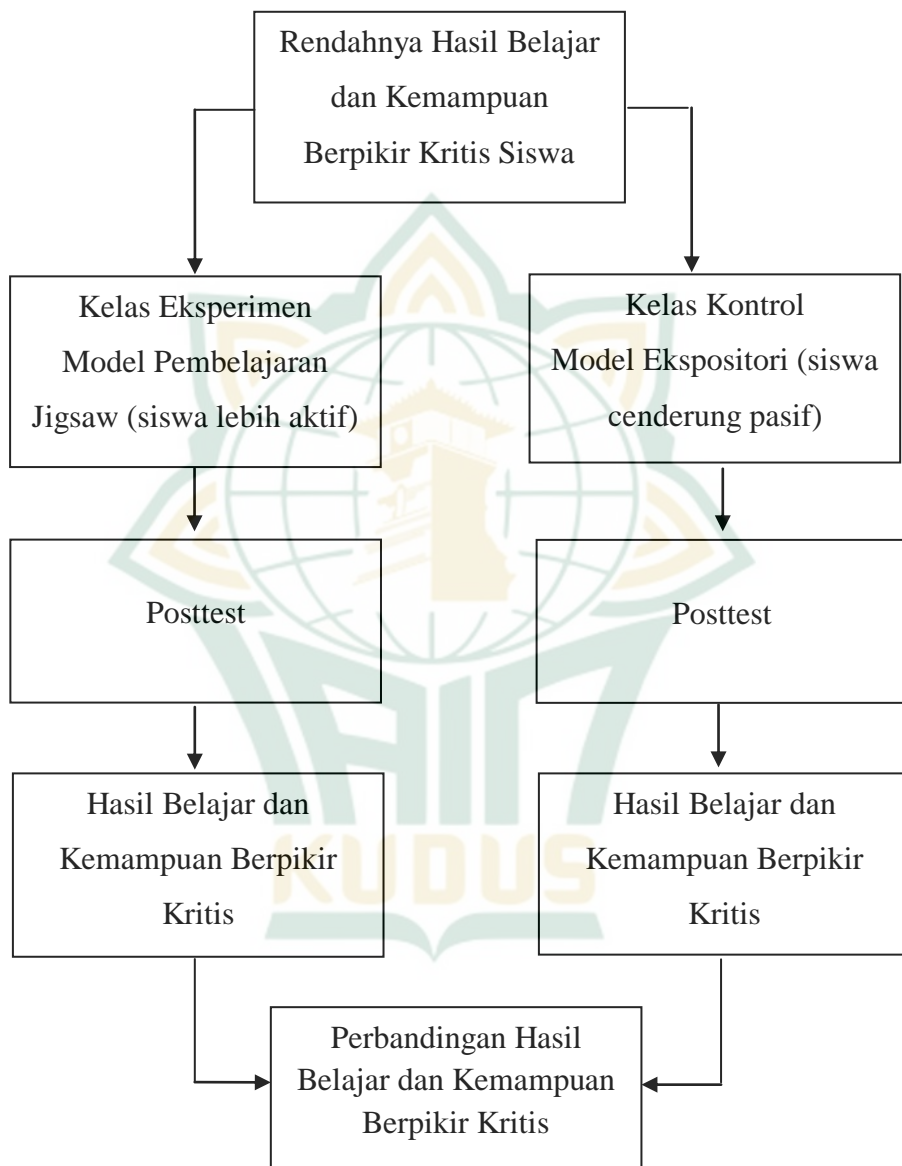 Rendahnya Hasil Belajar
dan Kemampuan
Berpikir Kritis Siswa
Kelas Eksperimen
Model Pembelajaran
Jigsaw (siswa lebih aktif)
Kelas Kontrol
Model Ekspositori (siswa
cenderung pasif)
Posttest
Posttest
Hasil Belajar dan
Kemampuan Berpikir
Kritis
Hasil Belajar dan
Kemampuan Berpikir
Kritis
Perbandingan Hasil
Belajar dan Kemampuan
Berpikir Kritis
IAIN
KUDUS